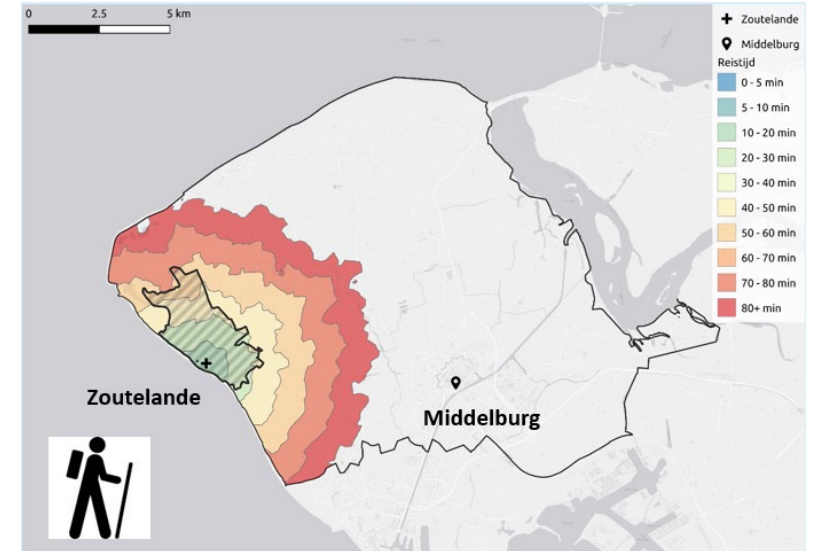 0 2.5 5 km
Zoutelande
Middelburg
Reistijd
0 - 5 min
5 - 10 min
10 - 20 min
20 - 30 min
30 - 40 min
40 - 50 min
50 - 60 min
60 - 70 min
70 - 80 min
80+ min
Zoutelande
Middelburg